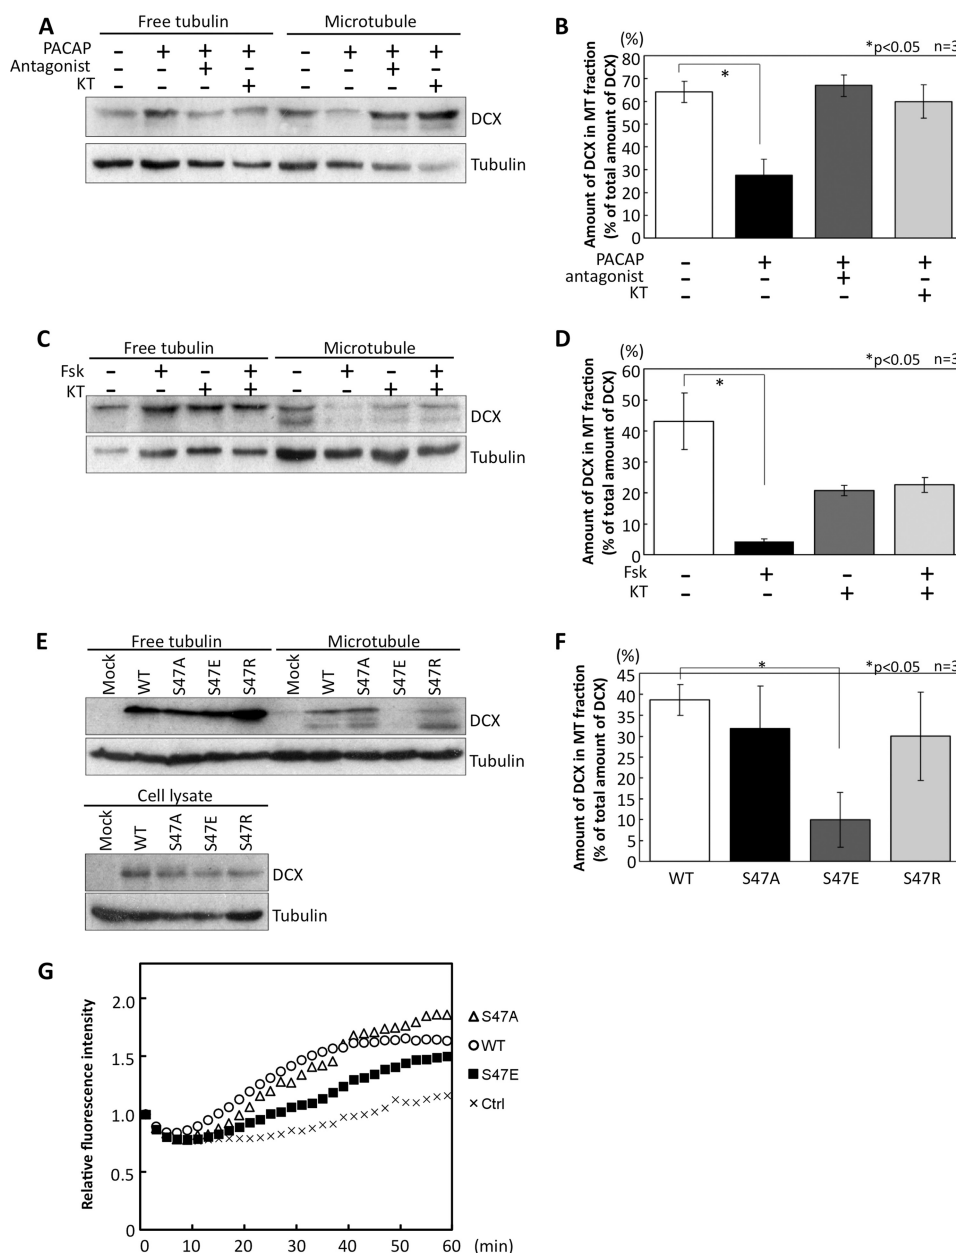 A
Free tubulin Microtubule
PACAP - + + + - + + +
Antagonist - - + - - - + -
KT - - - + - - - +
DCX
Tubulin
B
(%)
*p<0.05 n=3
Amount of DCX in MT fraction
(% of total amount of DCX)
80
70
60
50
40
30
20
10
0
*
PACAP - + + +
antagonist - - + -
KT - - - +
C
Free tubulin Microtubule
Fsk - + - + - + - +
KT - - + + - - + +
DCX
Tubulin
D
(%)
*p<0.05 n=3
Amount of DCX in MT fraction
(% of total amount of DCX)
60
50
40
30
20
10
0
*
Fsk - + - +
KT - - + +
E
Free tubulin Microtubule
Mock WT S47A S47E S47R Mock WT S47A S47E S47R
DCX
Tubulin
Cell lysate
Mock WT S47A S47E S47R
DCX
Tubulin
F
(%)
*p<0.05 n=3
Amount of DCX in MT fraction
(% of total amount of DCX)
45
40
35
30
25
20
15
10
5
0
*
WT S47A S47E S47R
G
Relative fluorescence intensity
2.0
1.5
1.0
0.5
0
0 10 20 30 40 50 60 (min)
S47A
WT
S47E
Ctrl